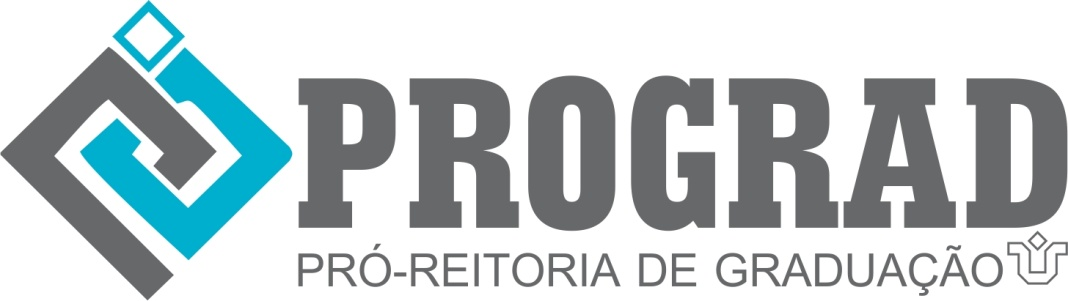 PROGRAD
PRÓ-REITORIA DE GRADUAÇÃO